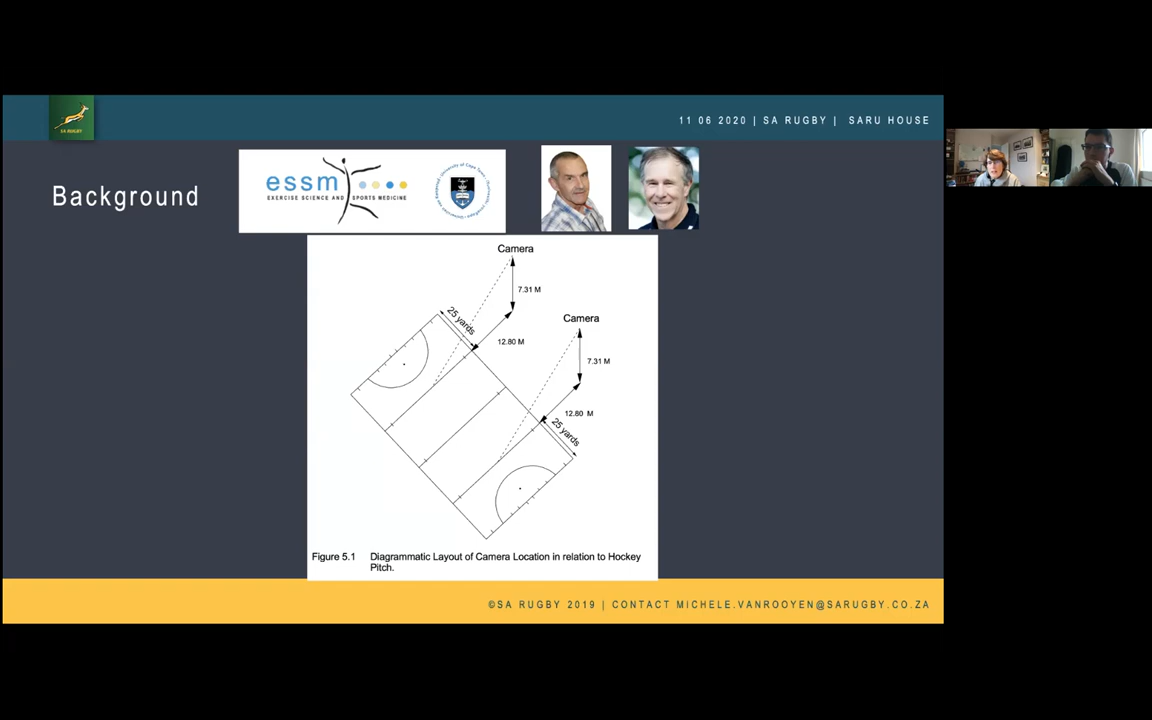 SA RUGBY
11 06 2020 | SA RUGBY | SARU HOUSE
Background
essm
EXERCISE SCIENCE AND SPORTS MEDICINE
Camera
7.31 M
25 yards
12.80 M
Camera
7.31 M
12.80 M
25 yards
Figure 5.1 Diagrammatic Layout of Camera Location in relation to Hockey
Pitch.
©SA RUGBY 2019 | CONTACT MICHELE.VANROOYEN@SARUGBY.CO.ZA